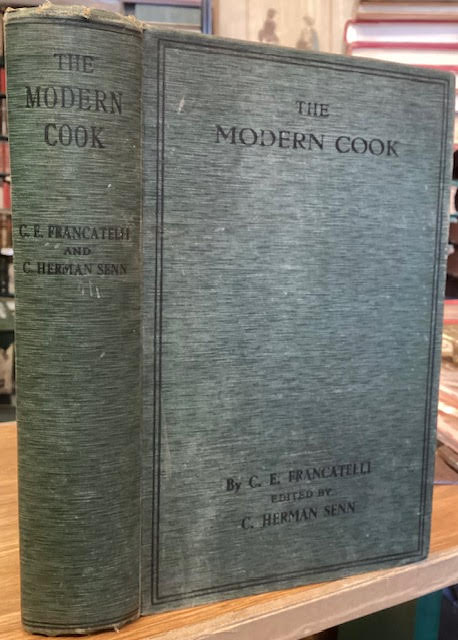 THE
MODERN
COOK
C. E. FRANCATELLI
AND
C. HERMAN SENN
THE
MODERN COOK
By C. E. FRANCATELLI
EDITED BY
C. HERMAN SENN